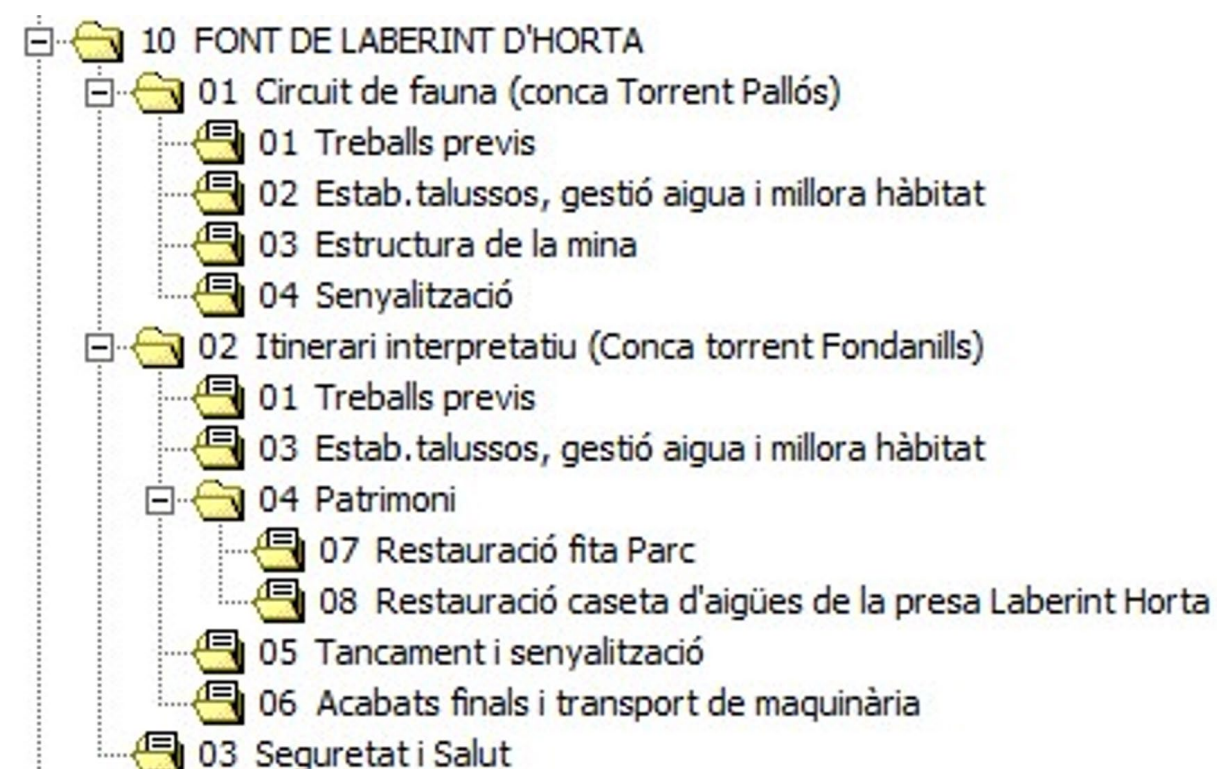 10 FONT DE LABERINT D'HORTA
01 Circuit de fauna (conca Torrent Pallós)
01 Treballs previs
02 Estab.talussos, gestió aigua i millora hàbitat
03 Estructura de la mina
04 Senyalització
02 Itinerari interpretatiu (Conca torrent Fondanills)
01 Treballs previs
03 Estab.talussos, gestió aigua i millora hàbitat
04 Patrimoni
07 Restauració fita Parc
08 Restauració caseta d'aigües de la presa Laberint Horta
05 Tancament i senyalització
06 Acabats finals i transport de maquinària
03 Seguretat i Salut